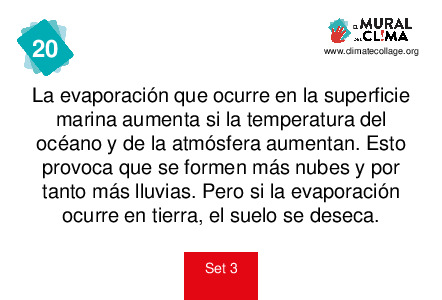 20
EL MURAL
DEL CL!MA
www.climatecollage.org
La evaporación que ocurre en la superficie
marina aumenta si la temperatura del
océano y de la atmósfera aumentan. Esto
provoca que se formen más nubes y por
tanto más lluvias. Pero si la evaporación
ocurre en tierra, el suelo se deseca.
Set 3